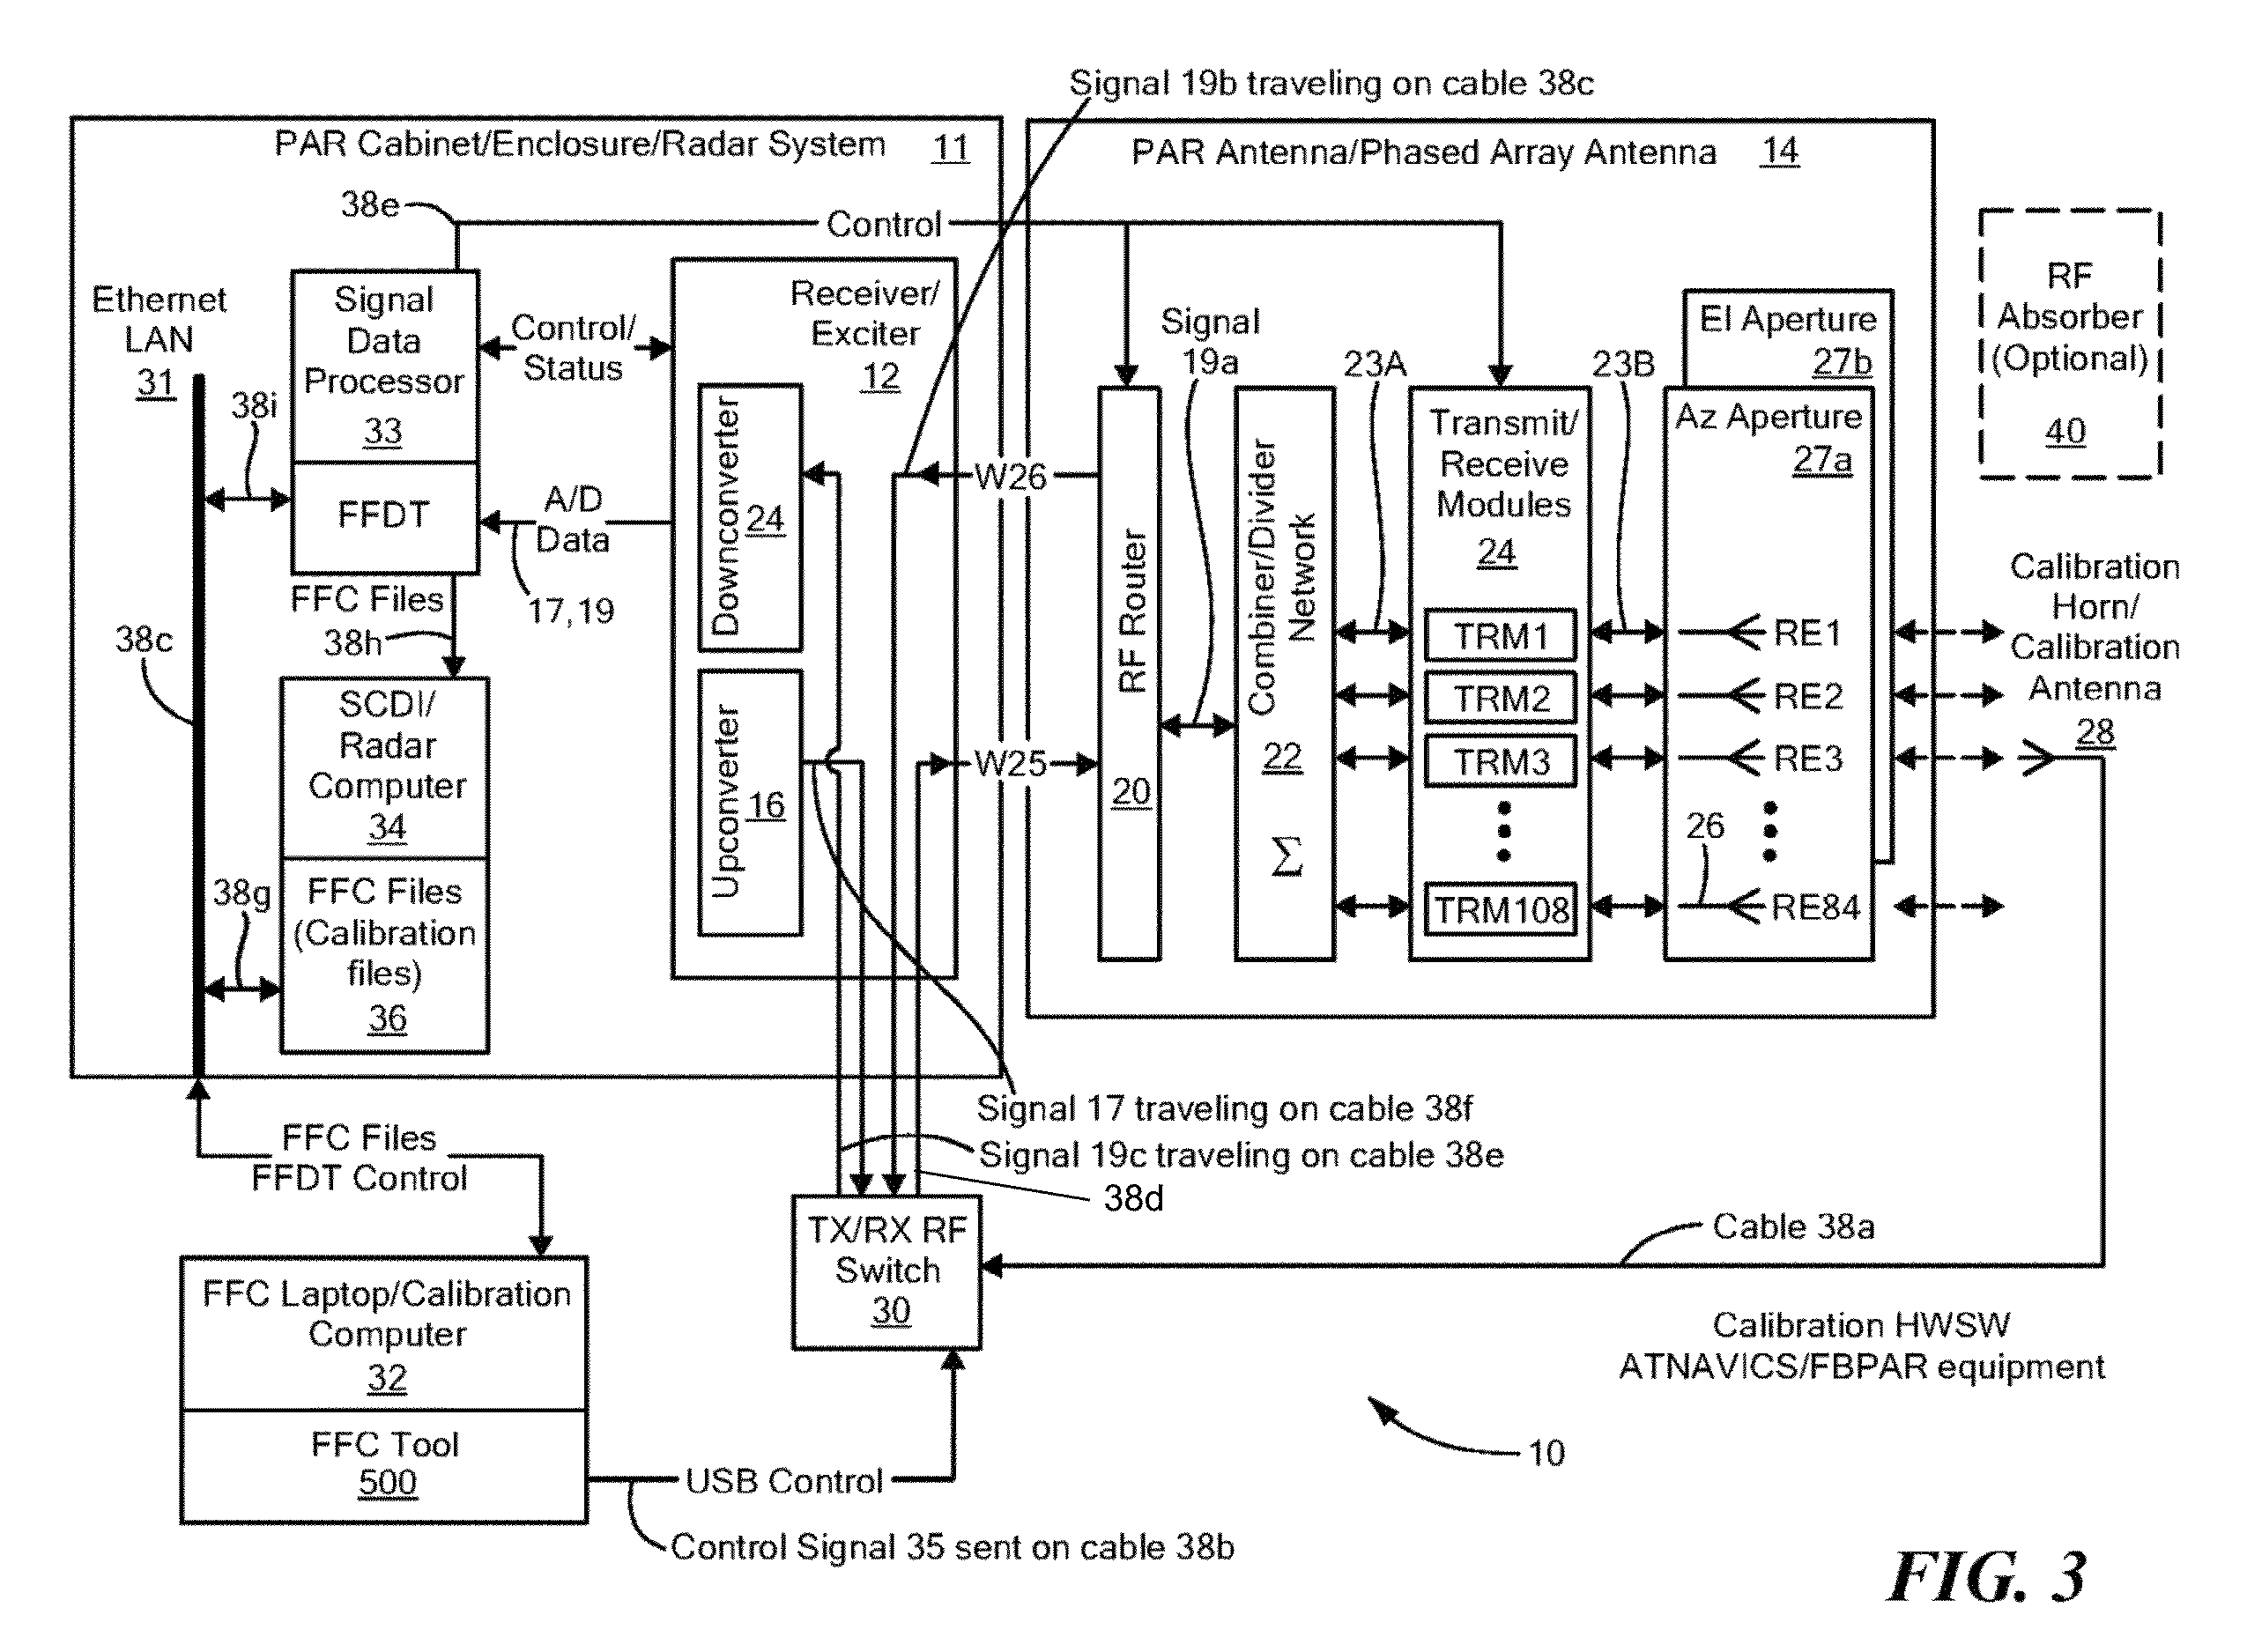 Signal 19b traveling on cable 38c
PAR Cabinet/Enclosure/Radar System 11
PAR Antenna/Phased Array Antenna 14
38e
Control
Ethernet
LAN
31
38i
Signal
Data
Processor
33
FFDT
Control/
Status
A/D
Data
17,19
Receiver/
Exciter
12
Downconverter
24
Upconverter
16
FFC Files
38h
38c
SCDI/
Radar
Computer
34
38g
FFC Files
(Calibration
files)
36
W26
W25
RF Router
20
Signal
19a
Combiner/Divider
Network
22
Σ
23A
Transmit/
Receive
Modules
24
TRM1
TRM2
TRM3
TRM108
23B
El Aperture
27b
Az Aperture
27a
RE1
RE2
RE3
26
RE84
RF
Absorber
(Optional)
40
Calibration
Horn/
Calibration
Antenna
28
Signal 17 traveling on cable 38f
Signal 19c traveling on cable 38e
38d
FFC Files
FFDT Control
TX/RX RF
Switch
30
Cable 38a
FFC Laptop/Calibration
Computer
32
FFC Tool
500
USB Control
Control Signal 35 sent on cable 38b
Calibration HWSW
ATNAVICS/FBPAR equipment
10
FIG. 3